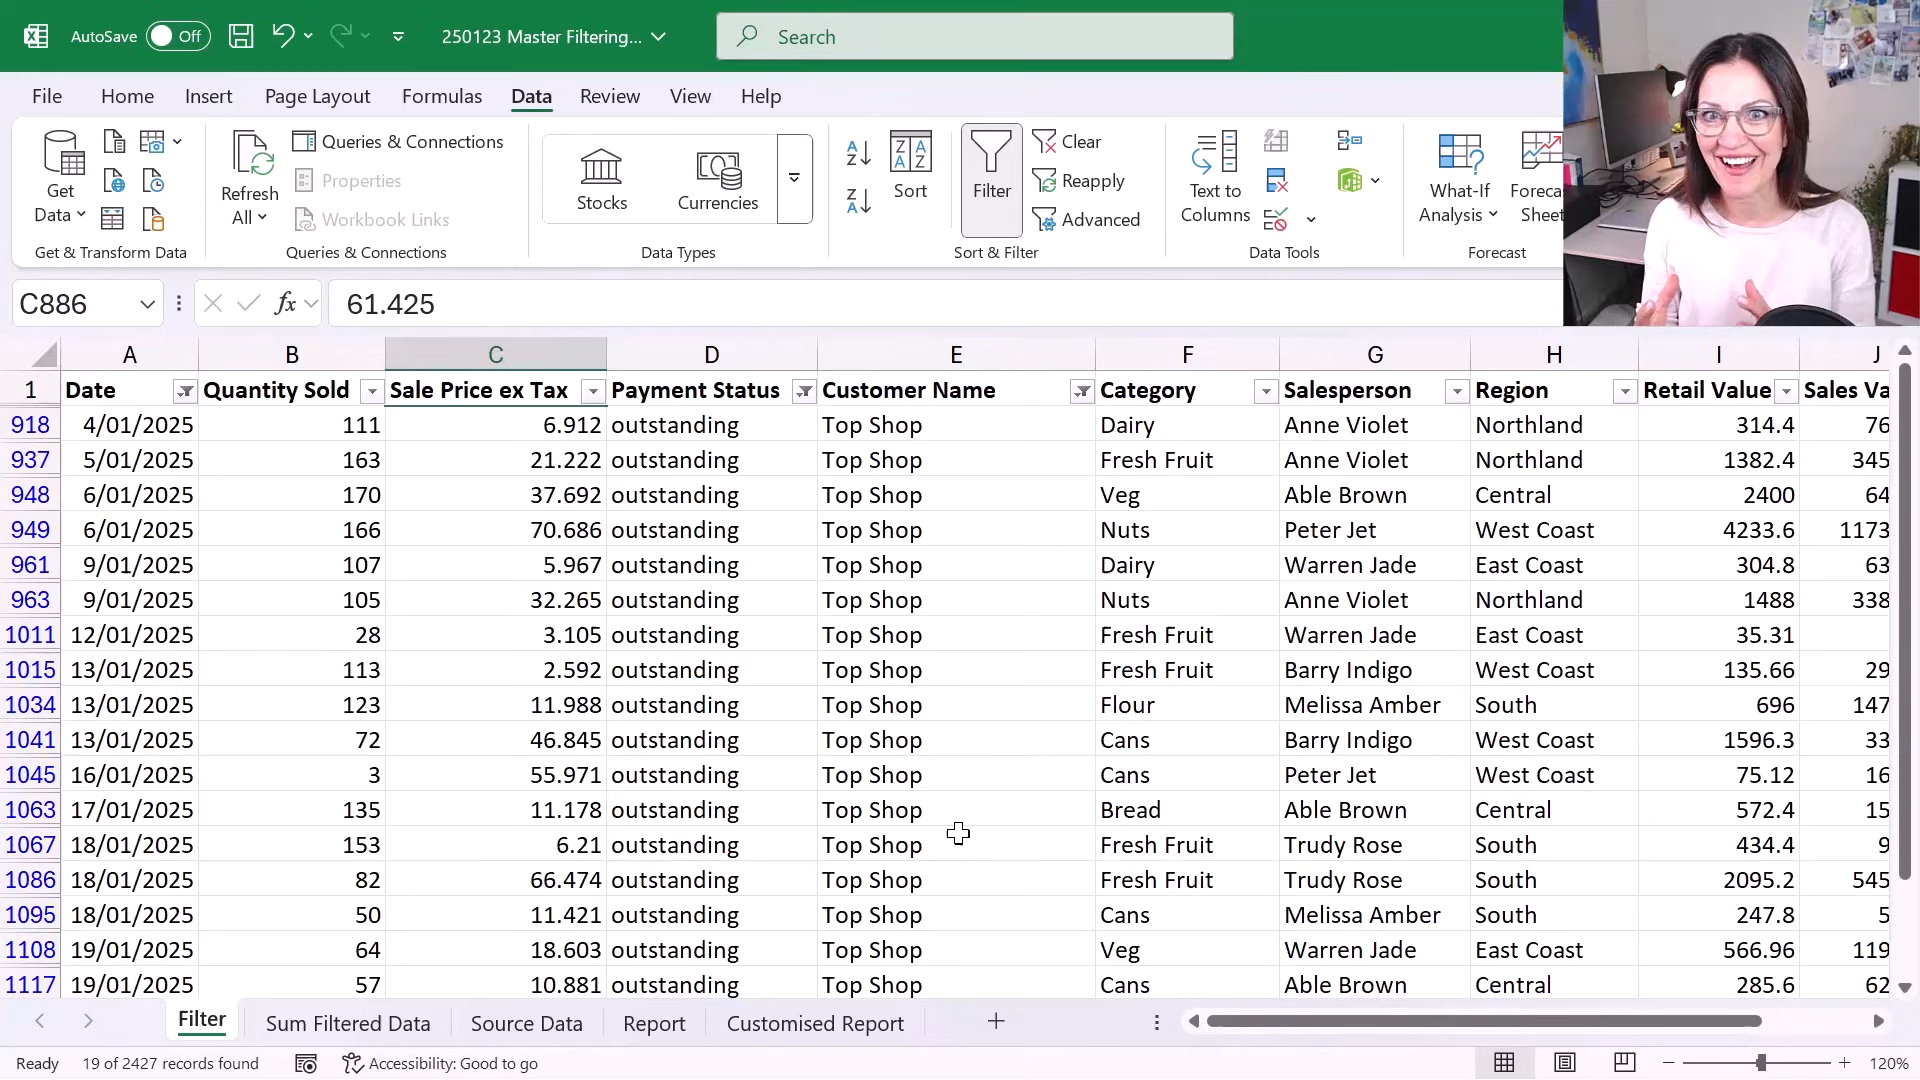 AutoSave Off 250123 Master Filtering... Search
File Home Insert Page Layout Formulas Data Review View Help
Get Data
Refresh All
Queries & Connections
Properties
Workbook Links
Stocks Currencies
Sort
Filter
Clear
Reapply
Advanced
Text to Columns
What-If Analysis
Foreca Sheet
Get & Transform Data Queries & Connections Data Types Sort & Filter Data Tools Forecast
C886 fx 61.425
A B C D E F G H I J
1 Date Quantity Sold Sale Price ex Tax Payment Status Customer Name Category Salesperson Region Retail Value Sales Va
918 4/01/2025 111 6.912 outstanding Top Shop Dairy Anne Violet Northland 314.4 76
937 5/01/2025 163 21.222 outstanding Top Shop Fresh Fruit Anne Violet Northland 1382.4 345
948 6/01/2025 170 37.692 outstanding Top Shop Veg Able Brown Central 2400 64
949 6/01/2025 166 70.686 outstanding Top Shop Nuts Peter Jet West Coast 4233.6 1173
961 9/01/2025 107 5.967 outstanding Top Shop Dairy Warren Jade East Coast 304.8 63
963 9/01/2025 105 32.265 outstanding Top Shop Nuts Anne Violet Northland 1488 338
1011 12/01/2025 28 3.105 outstanding Top Shop Fresh Fruit Warren Jade East Coast 35.31
1015 13/01/2025 113 2.592 outstanding Top Shop Fresh Fruit Barry Indigo West Coast 135.66 29
1034 13/01/2025 123 11.988 outstanding Top Shop Flour Melissa Amber South 696 147
1041 13/01/2025 72 46.845 outstanding Top Shop Cans Barry Indigo West Coast 1596.3 33
1045 16/01/2025 3 55.971 outstanding Top Shop Cans Peter Jet West Coast 75.12 16
1063 17/01/2025 135 11.178 outstanding Top Shop Bread Able Brown Central 572.4 15
1067 18/01/2025 153 6.21 outstanding Top Shop Fresh Fruit Trudy Rose South 434.4 9
1086 18/01/2025 82 66.474 outstanding Top Shop Fresh Fruit Trudy Rose South 2095.2 545
1095 18/01/2025 50 11.421 outstanding Top Shop Cans Melissa Amber South 247.8 5
1108 19/01/2025 64 18.603 outstanding Top Shop Veg Warren Jade East Coast 566.96 119
1117 19/01/2025 57 10.881 outstanding Top Shop Cans Able Brown Central 285.6 62
Filter Sum Filtered Data Source Data Report Customised Report
Ready 19 of 2427 records found Accessibility: Good to go 120%